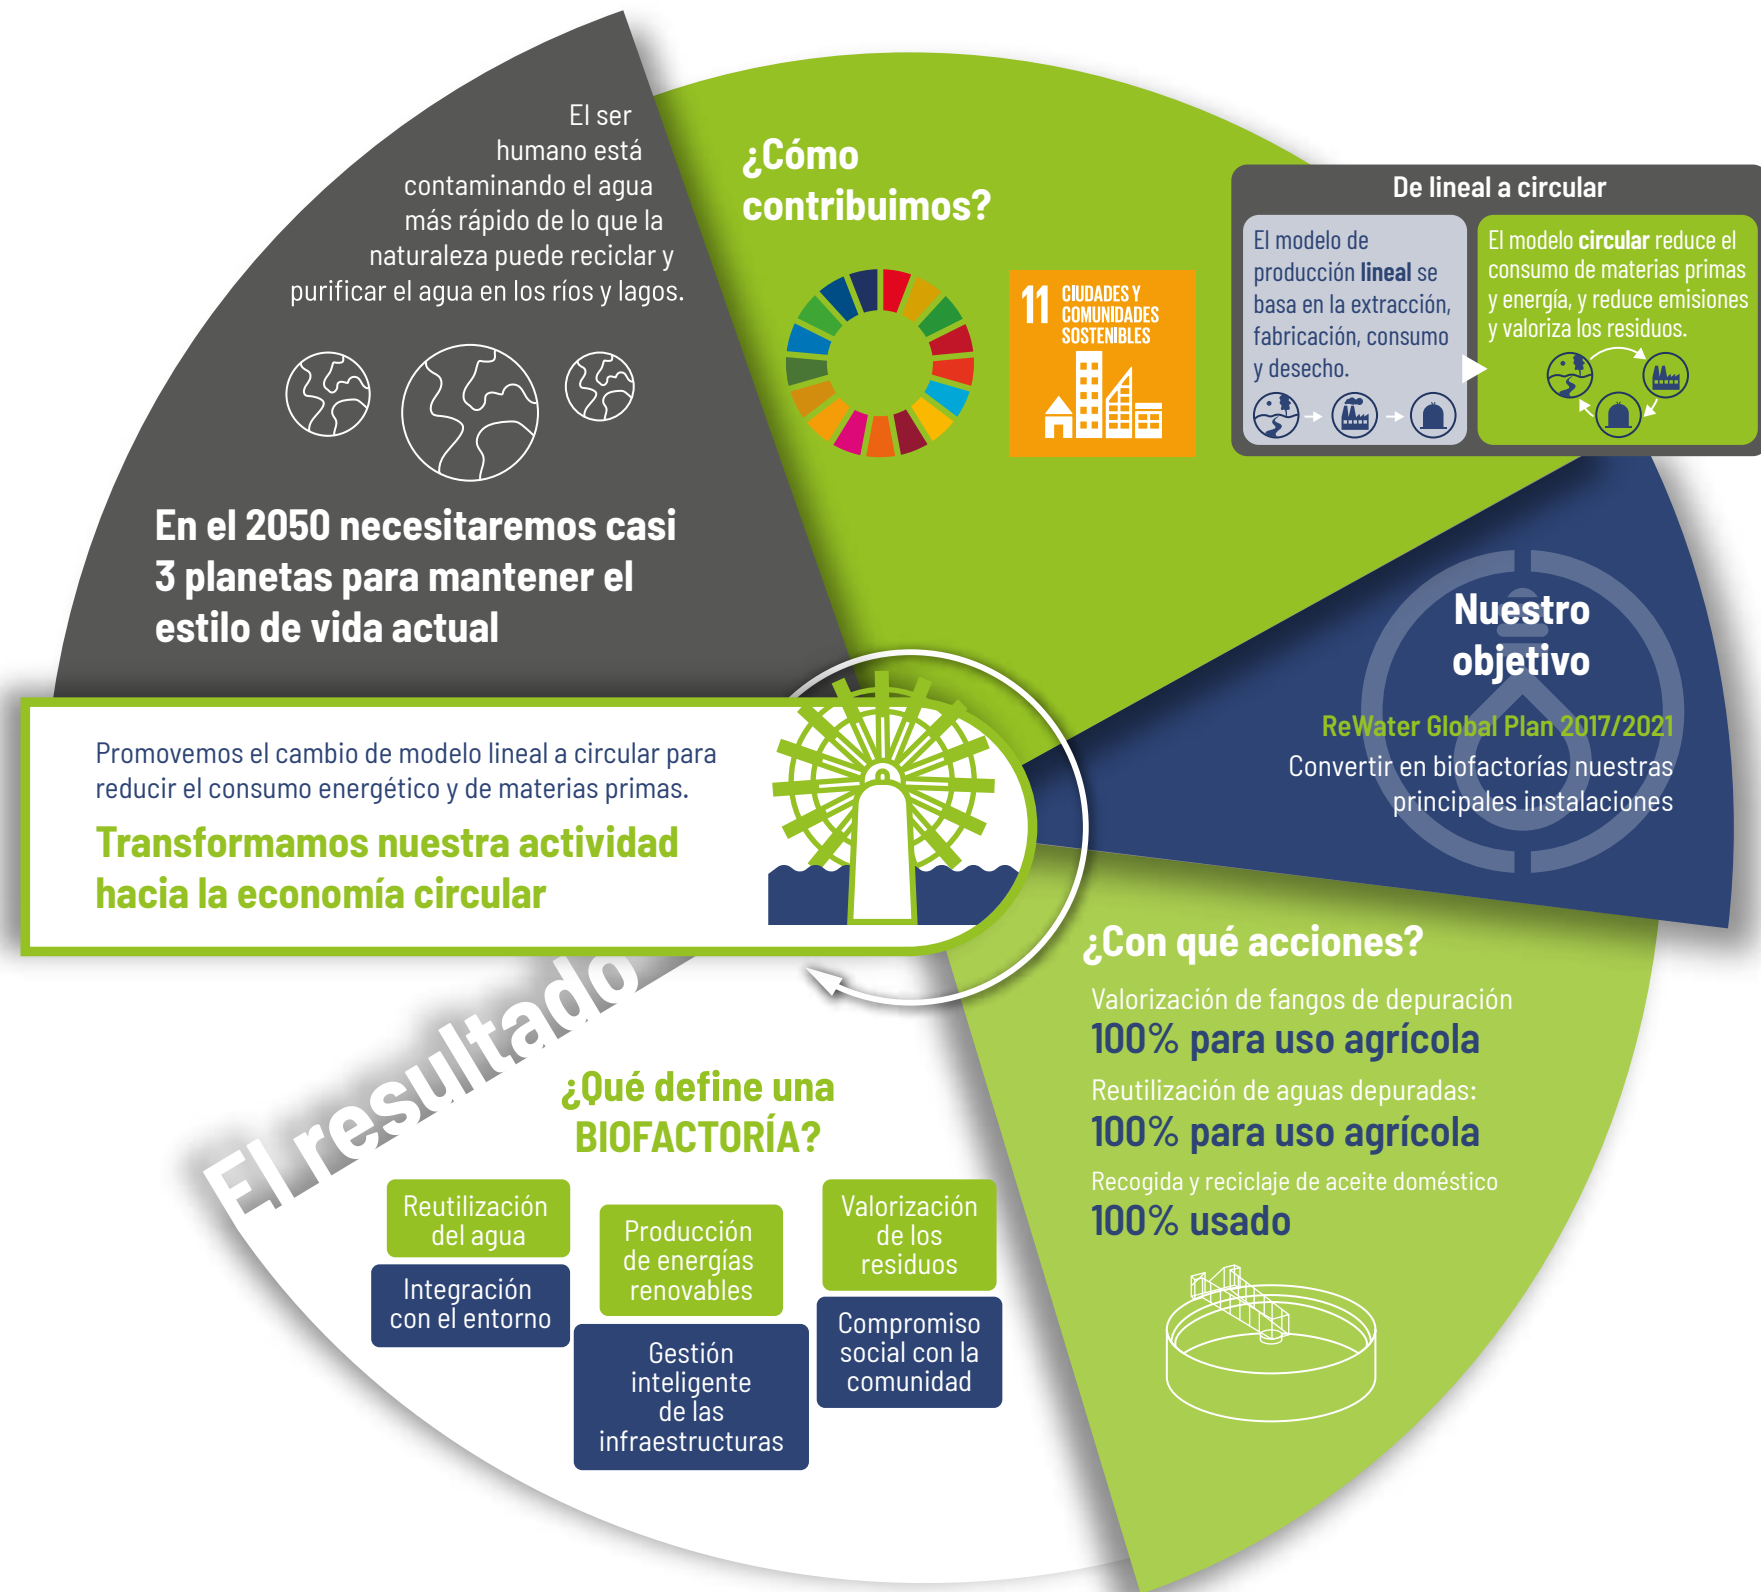 El ser
humano está
contaminando el agua
más rápido de lo que la
naturaleza puede reciclar y
purificar el agua en los ríos y lagos.
En el 2050 necesitaremos casi
3 planetas para mantener el
estilo de vida actual
¿Cómo
contribuimos?
11 CIUDADES Y
COMUNIDADES
SOSTENIBLES
De lineal a circular
El modelo de
producción lineal se
basa en la extracción,
fabricación, consumo
y desecho.
El modelo circular reduce el
consumo de materias primas
y energía, y reduce emisiones
y valoriza los residuos.
Nuestro
objetivo
ReWater Global Plan 2017/2021
Convertir en biofactorías nuestras
principales instalaciones
Promovemos el cambio de modelo lineal a circular para
reducir el consumo energético y de materias primas.
Transformamos nuestra actividad
hacia la economía circular
¿Con qué acciones?
Valorización de fangos de depuración
100% para uso agrícola
Reutilización de aguas depuradas:
100% para uso agrícola
Recogida y reciclaje de aceite doméstico
100% usado
El resultado
¿Qué define una
BIOFACTORÍA?
Reutilización
del agua
Integración
con el entorno
Producción
de energías
renovables
Gestión
inteligente
de las
infraestructuras
Valorización
de los
residuos
Compromiso
social con la
comunidad